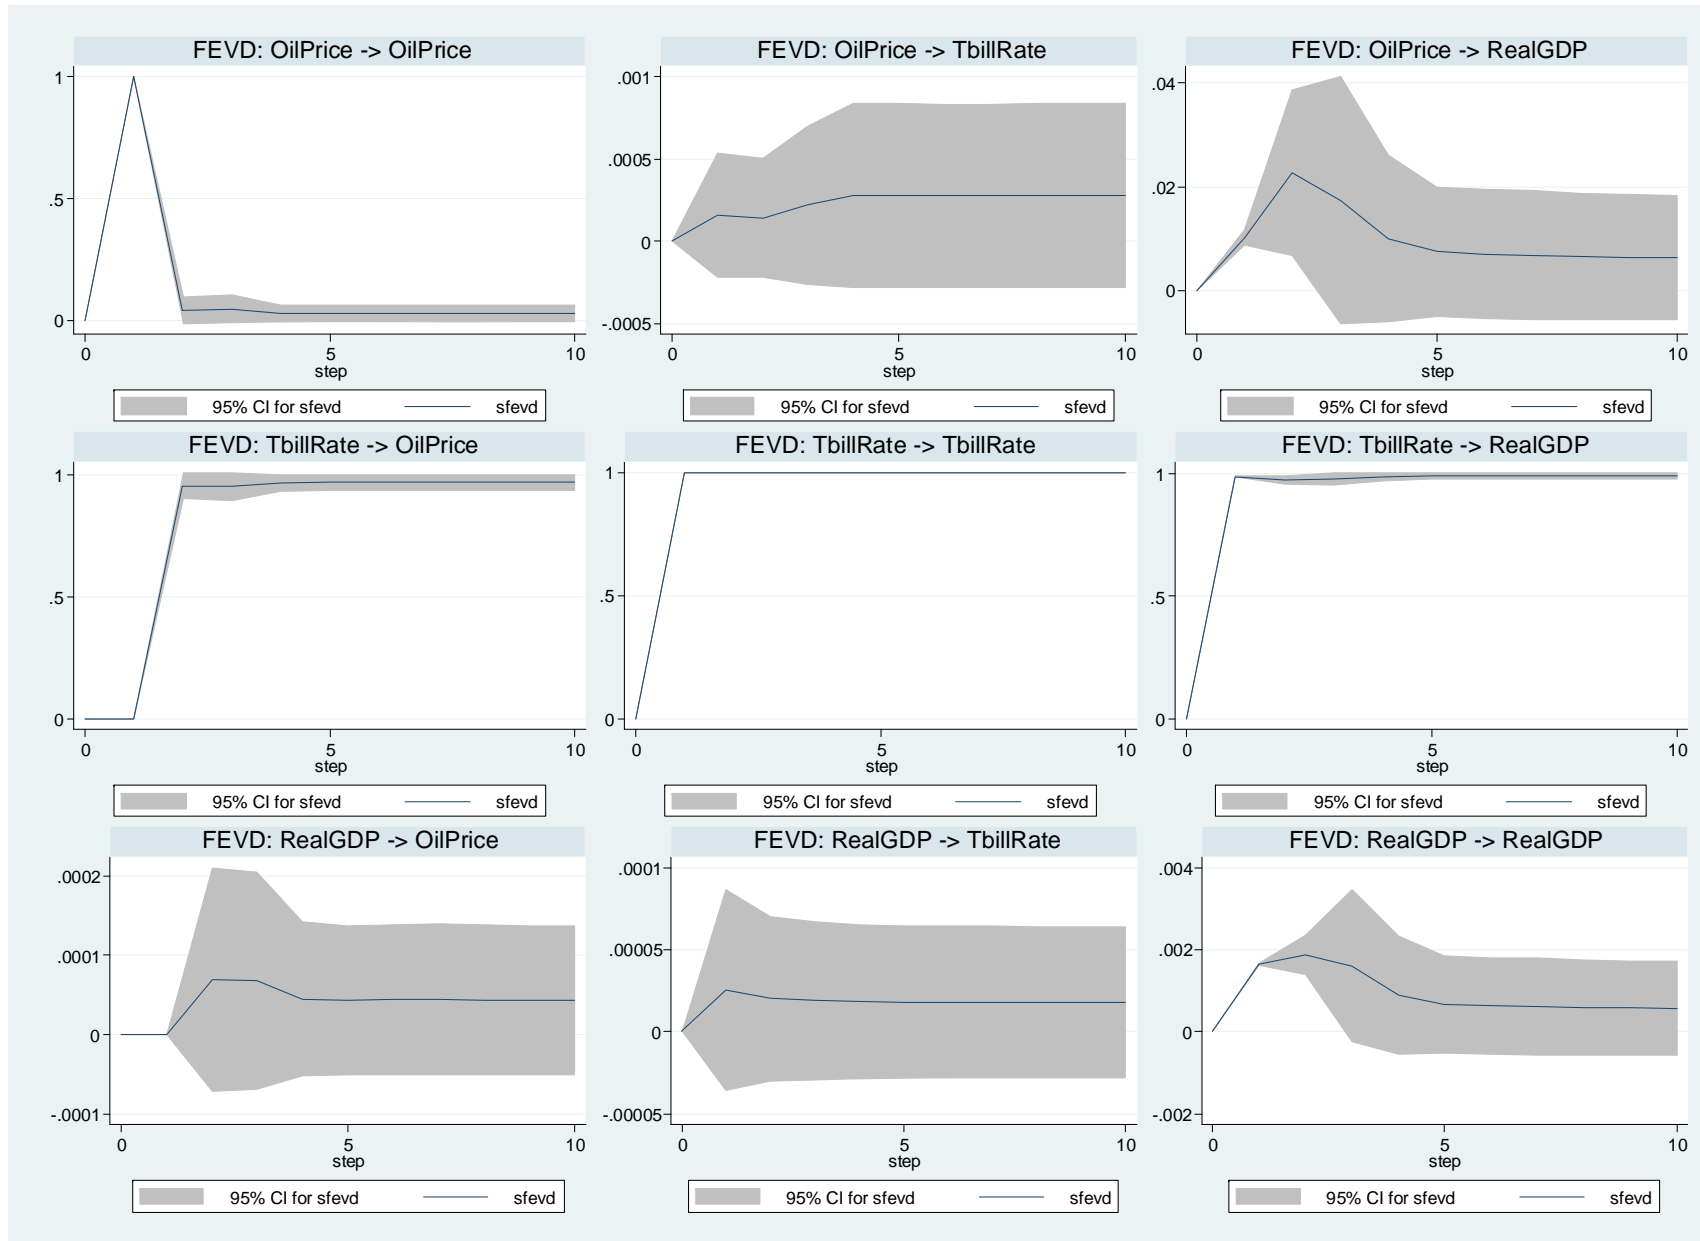 FEVD: OilPrice -> OilPrice
1
.5
0
0 5 10
step
95% CI for sfevd sfevd
FEVD: OilPrice -> TbillRate
.001
.0005
0
-.0005
0 5 10
step
95% CI for sfevd sfevd
FEVD: OilPrice -> RealGDP
.04
.02
0
0 5 10
step
95% CI for sfevd sfevd
FEVD: TbillRate -> OilPrice
1
.5
0
0 5 10
step
95% CI for sfevd sfevd
FEVD: TbillRate -> TbillRate
1
.5
0
0 5 10
step
95% CI for sfevd sfevd
FEVD: TbillRate -> RealGDP
1
.5
0
0 5 10
step
95% CI for sfevd sfevd
FEVD: RealGDP -> OilPrice
.0002
.0001
0
-.0001
0 5 10
step
95% CI for sfevd sfevd
FEVD: RealGDP -> TbillRate
.0001
.00005
0
-.00005
0 5 10
step
95% CI for sfevd sfevd
FEVD: RealGDP -> RealGDP
.004
.002
0
-.002
0 5 10
step
95% CI for sfevd sfevd